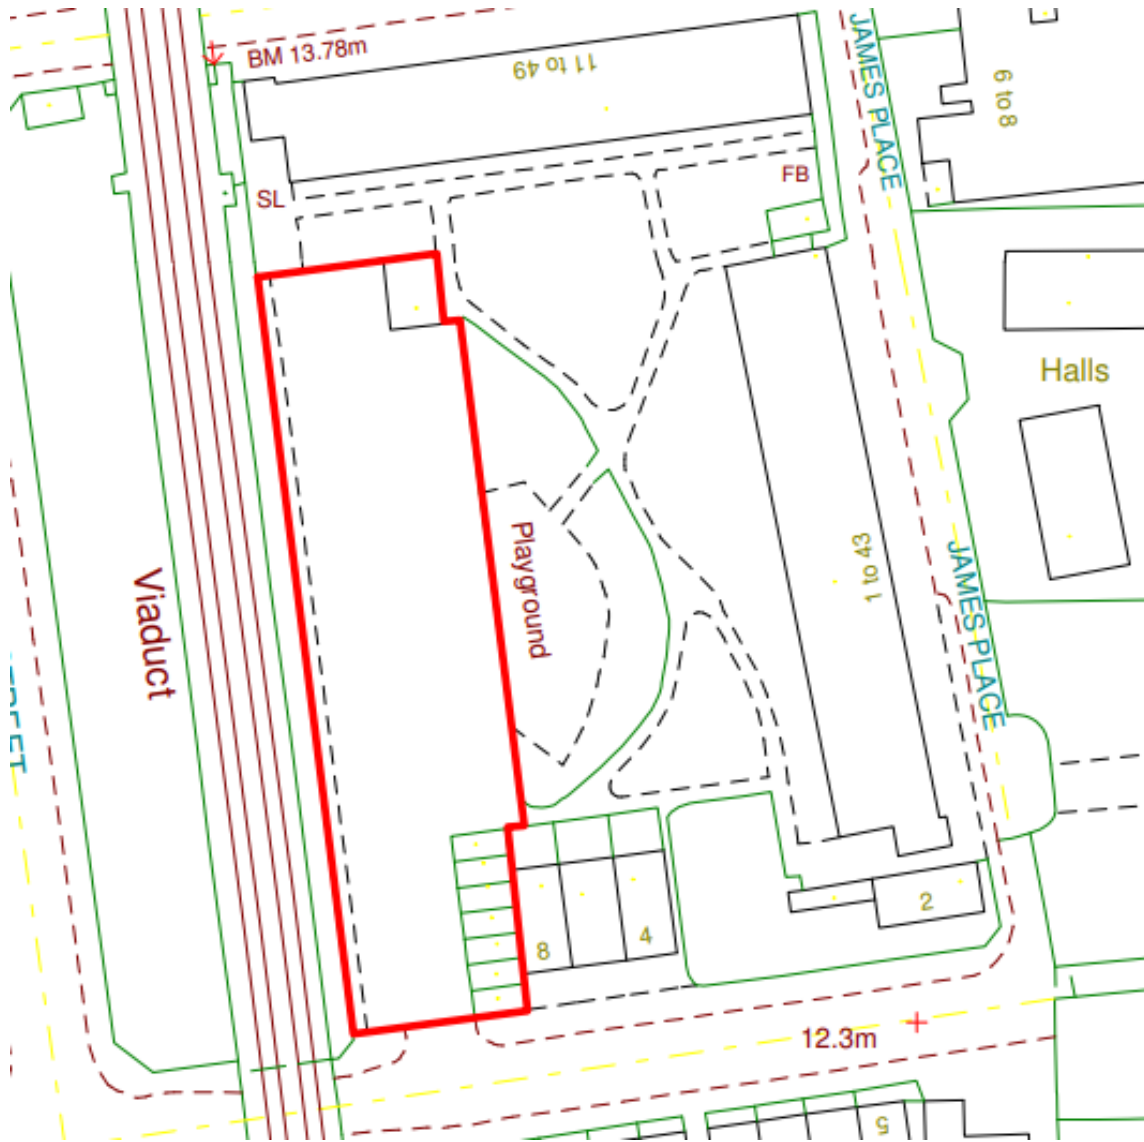 BM 13.78m
11 to 49
JAMES PLACE
6 to 8
SL
FB
Halls
Viaduct
Playground
1 to 43
JAMES PLACE
8
4
2
12.3m
5